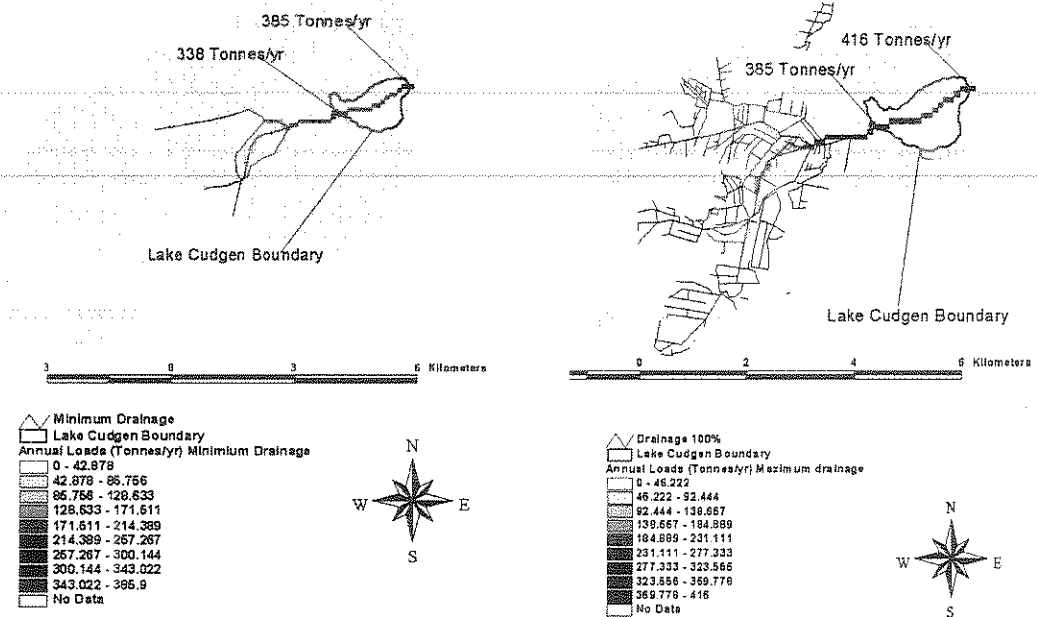 385 Tonnes/yr
338 Tonnes/yr
Lake Cudgen Boundary
3 0 3 6 Kilometers
Minimum Drainage
Lake Cudgen Boundary
Annual Loads (Tonnes/yr) Minimium Drainage
0 - 42.878
42.878 - 85.756
85.756 - 128.633
128.633 - 171.511
171.511 - 214.389
214.389 - 257.267
257.267 - 300.144
300.144 - 343.022
343.022 - 385.9
No Data
N
W E
S
416 Tonnes/yr
385 Tonnes/yr
Lake Cudgen Boundary
0 2 4 6 Kilometers
Drainage 100%
Lake Cudgen Boundary
Annual Loads (Tonnes/yr) Maximum drainage
0 - 46.222
46.222 - 92.444
92.444 - 138.667
138.667 - 184.889
184.889 - 231.111
231.111 - 277.333
277.333 - 323.556
323.556 - 369.778
369.778 - 416
No Data
N
W E
S